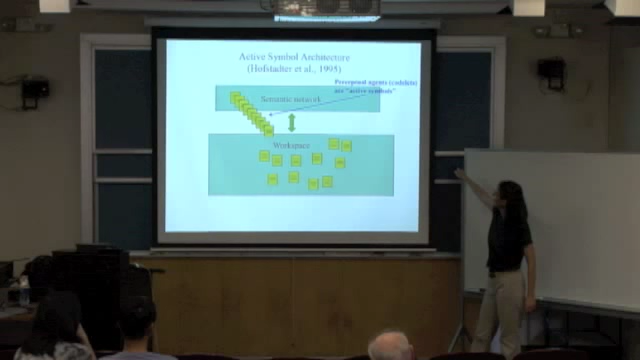 Active Symbol Architecture
(Hofstadter et al., 1995)
Perceptual agents (codelets)
are "active symbols"
Semantic network
Workspace